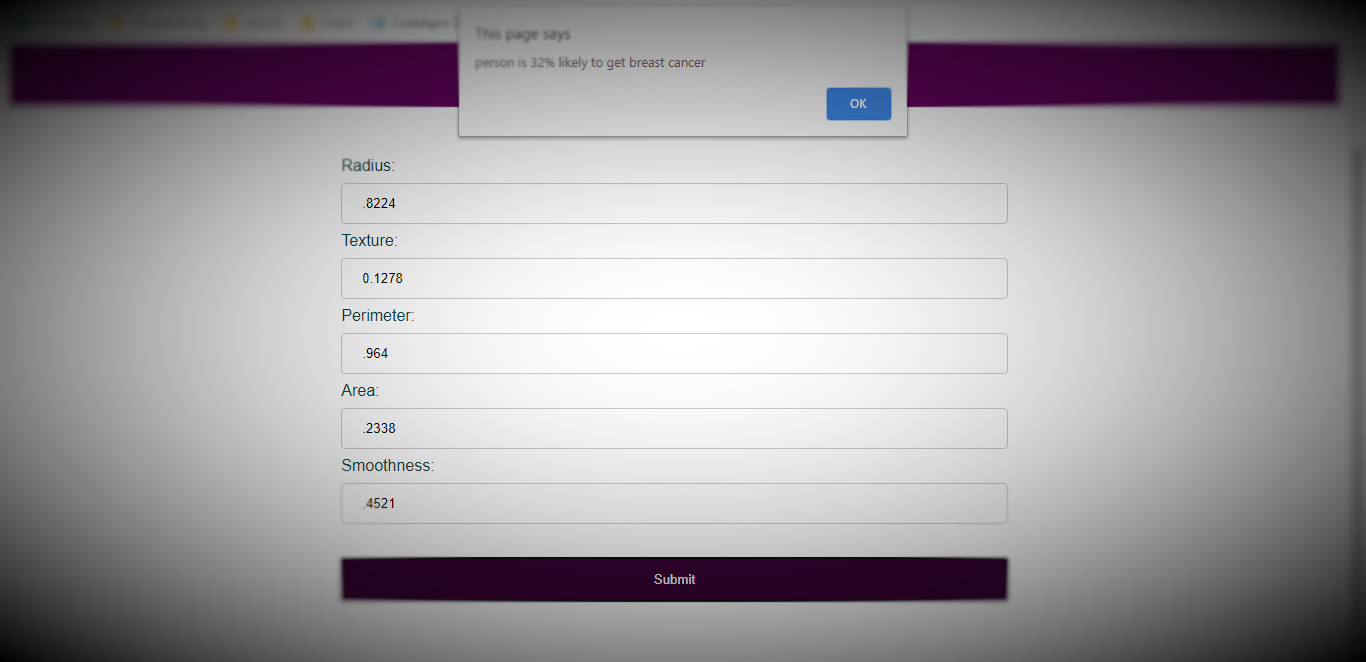 This page says
person is 32% likely to get breast cancer
OK
Radius:
.8224
Texture:
0.1278
Perimeter:
.964
Area:
.2338
Smoothness:
.4521
Submit